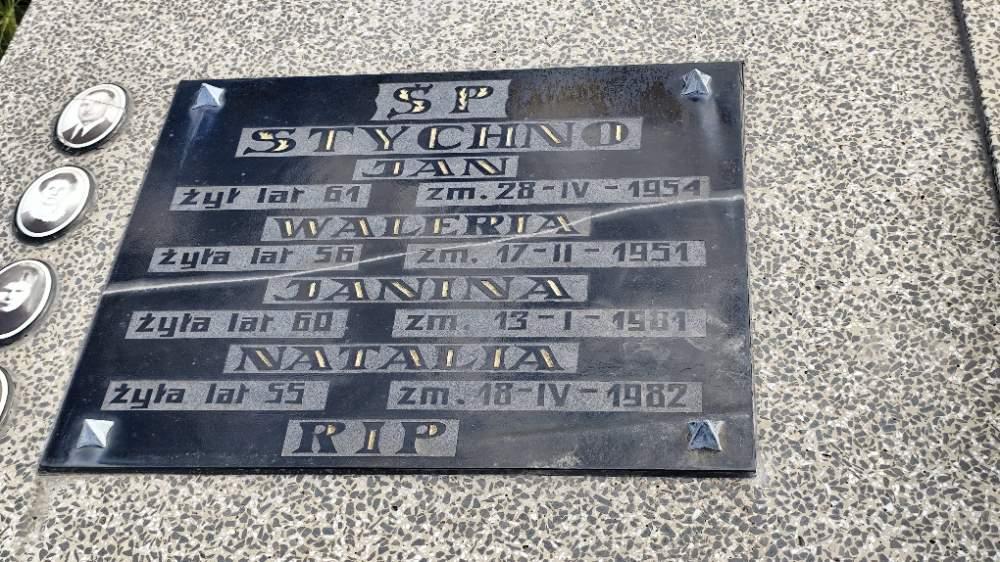 ŚP
STYCHNO
JAN
żył lat 61 zm. 28-IV-1954
WALERIA
żyła lat 56 zm. 17-II-1951
JANINA
żyła lat 60 zm. 13-I-1981
NATALIA
żyła lat 55 zm. 18-IV-1982
RIP